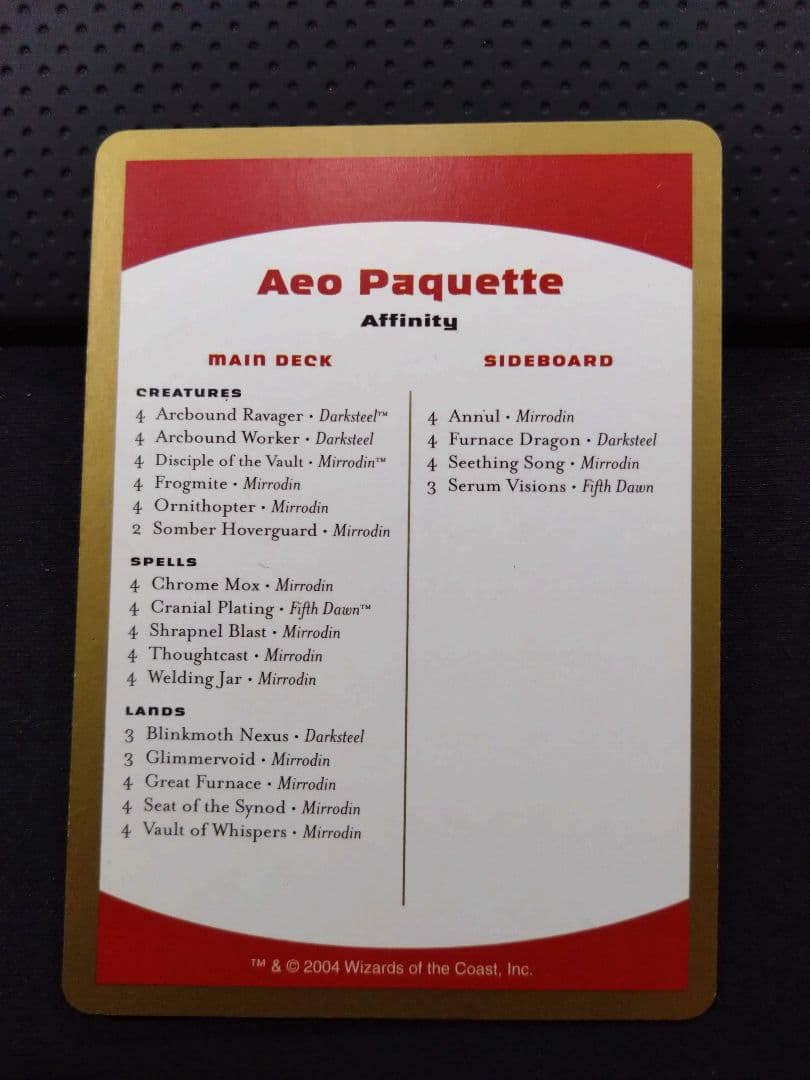 Aeo Paquette
Affinity
MAIN DECK
CREATURES
4 Arcbound Ravager • Darksteel™
4 Arcbound Worker • Darksteel
4 Disciple of the Vault • Mirrodin™
4 Frogmite • Mirrodin
4 Ornithopter • Mirrodin
2 Somber Hoverguard • Mirrodin
SPELLS
4 Chrome Mox • Mirrodin
4 Cranial Plating • Fifth Dawn™
4 Shrapnel Blast • Mirrodin
4 Thoughtcast • Mirrodin
4 Welding Jar • Mirrodin
LANDS
3 Blinkmoth Nexus • Darksteel
3 Glimmervoid • Mirrodin
4 Great Furnace • Mirrodin
4 Seat of the Synod • Mirrodin
4 Vault of Whispers • Mirrodin
SIDEBOARD
4 Annul • Mirrodin
4 Furnace Dragon • Darksteel
4 Seething Song • Mirrodin
3 Serum Visions • Fifth Dawn
™ & © 2004 Wizards of the Coast, Inc.